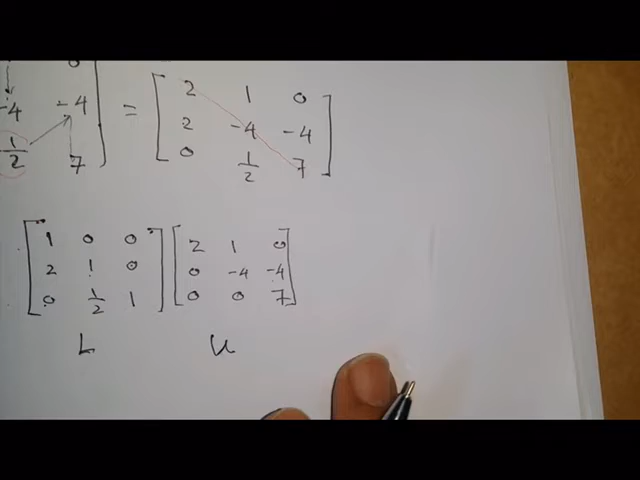 0
-4 -4 = [ 2 1 0
2 -4 -4
1/2 7 ] 0 1/2 7 ]
[ 1 0 0 ] [ 2 1 0 ]
[ 2 1 0 ] [ 0 -4 -4 ]
[ 0 1/2 1 ] [ 0 0 7 ]
L U